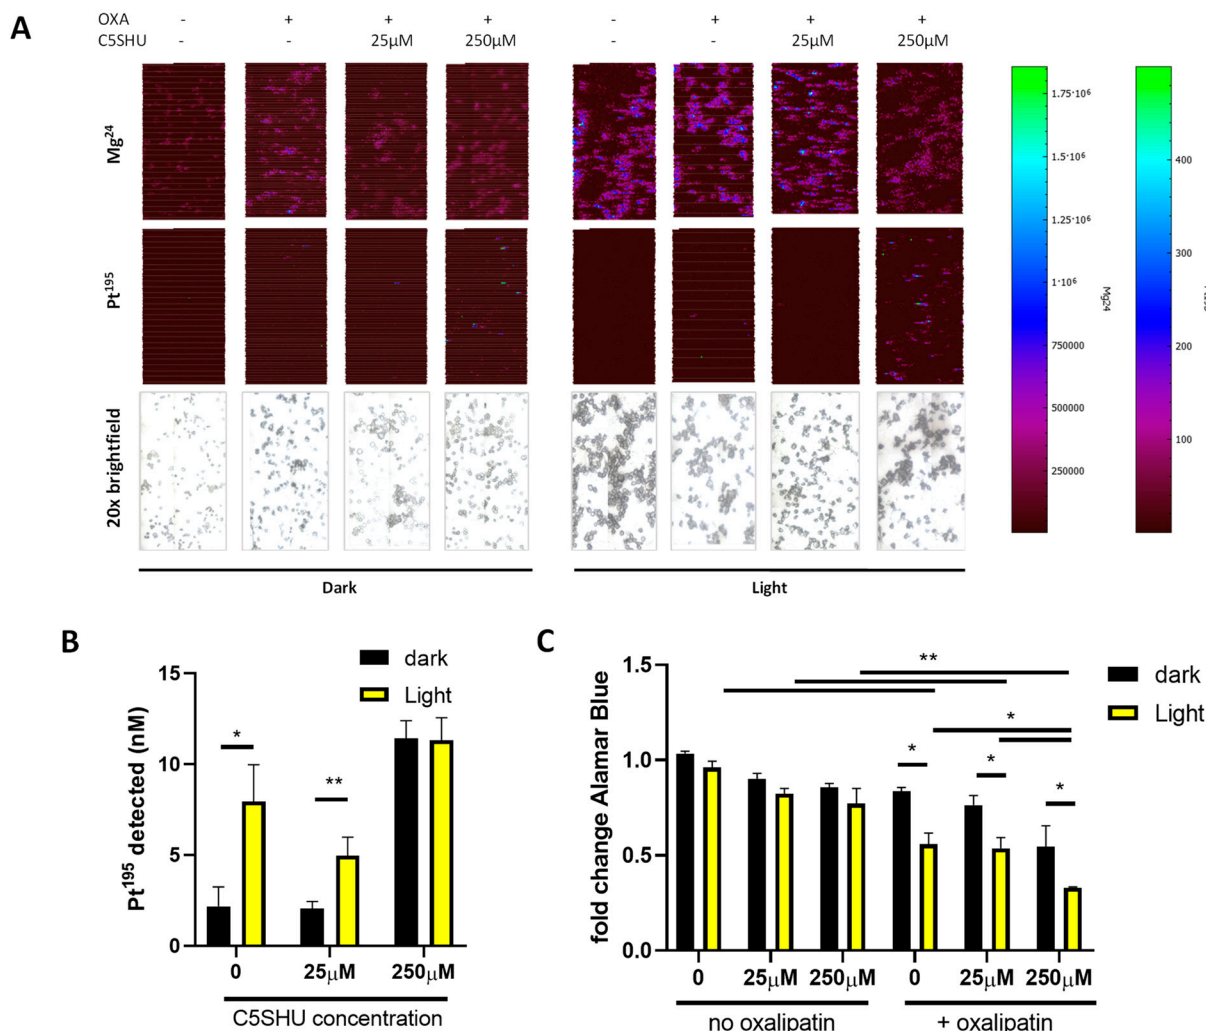 A
OXA - + + + - + + +
C5SHU - - 25μM 250μM - - 25μM 250μM
Mg24
Pt195
20x brightfield
Dark
Light
1.75·10⁶
1.5·10⁶
1.25·10⁶
1·10⁶
750000
500000
250000
Mg24
400
300
200
100
B
dark
Light
Pt195 detected (nM)
15
10
5
0
*
**
0 25μM 250μM
C5SHU concentration
C
dark
Light
fold change Alamar Blue
1.5
1.0
0.5
0.0
**
*
*
*
*
0 25μM 250μM 0 25μM 250μM
no oxalipatin + oxalipatin